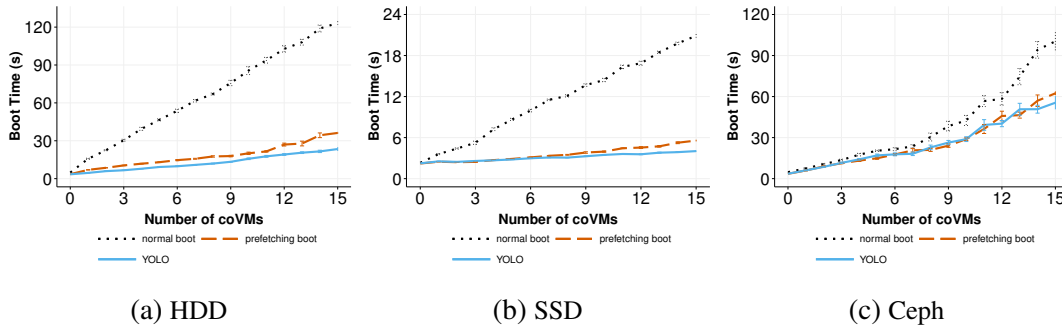 Boot Time (s)
120
90
60
30
0
0 3 6 9 12 15
Number of coVMs
normal boot prefetching boot
YOLO
(a) HDD
Boot Time (s)
24
18
12
6
0
0 3 6 9 12 15
Number of coVMs
normal boot prefetching boot
YOLO
(b) SSD
Boot Time (s)
120
90
60
30
0
0 3 6 9 12 15
Number of coVMs
normal boot prefetching boot
YOLO
(c) Ceph